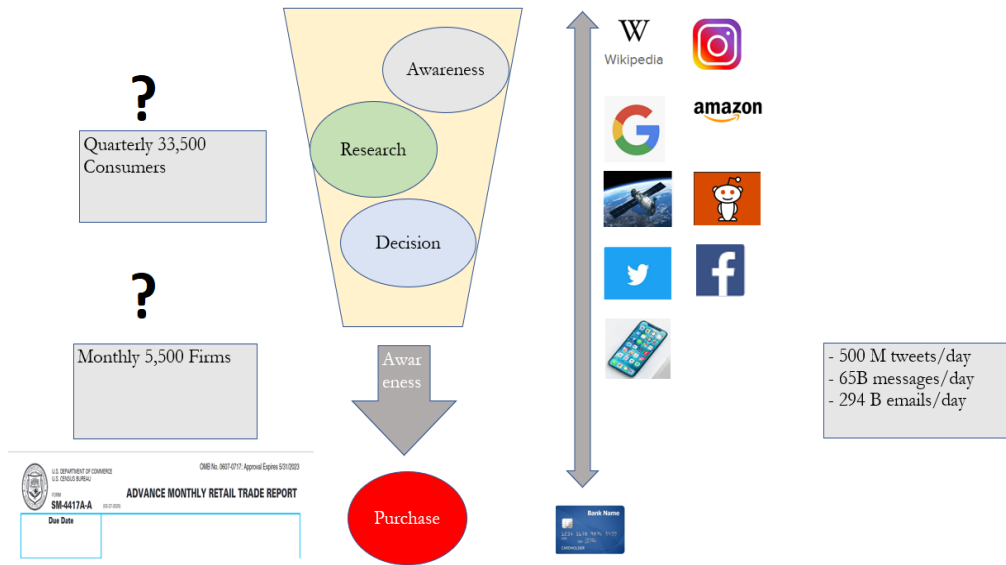 ?
Quarterly 33,500
Consumers
?
Monthly 5,500 Firms
U.S. DEPARTMENT OF COMMERCE
U.S. CENSUS BUREAU
OMB No. 0607-0717: Approval Expires 5/31/2023
FORM
SM-4417A-A
ADVANCE MONTHLY RETAIL TRADE REPORT
Due Date
Awareness
Research
Decision
Awar
eness
Purchase
W
Wikipedia
G
amazon
f
Bank Name
CARDHOLDER
- 500 M tweets/day
- 65B messages/day
- 294 B emails/day